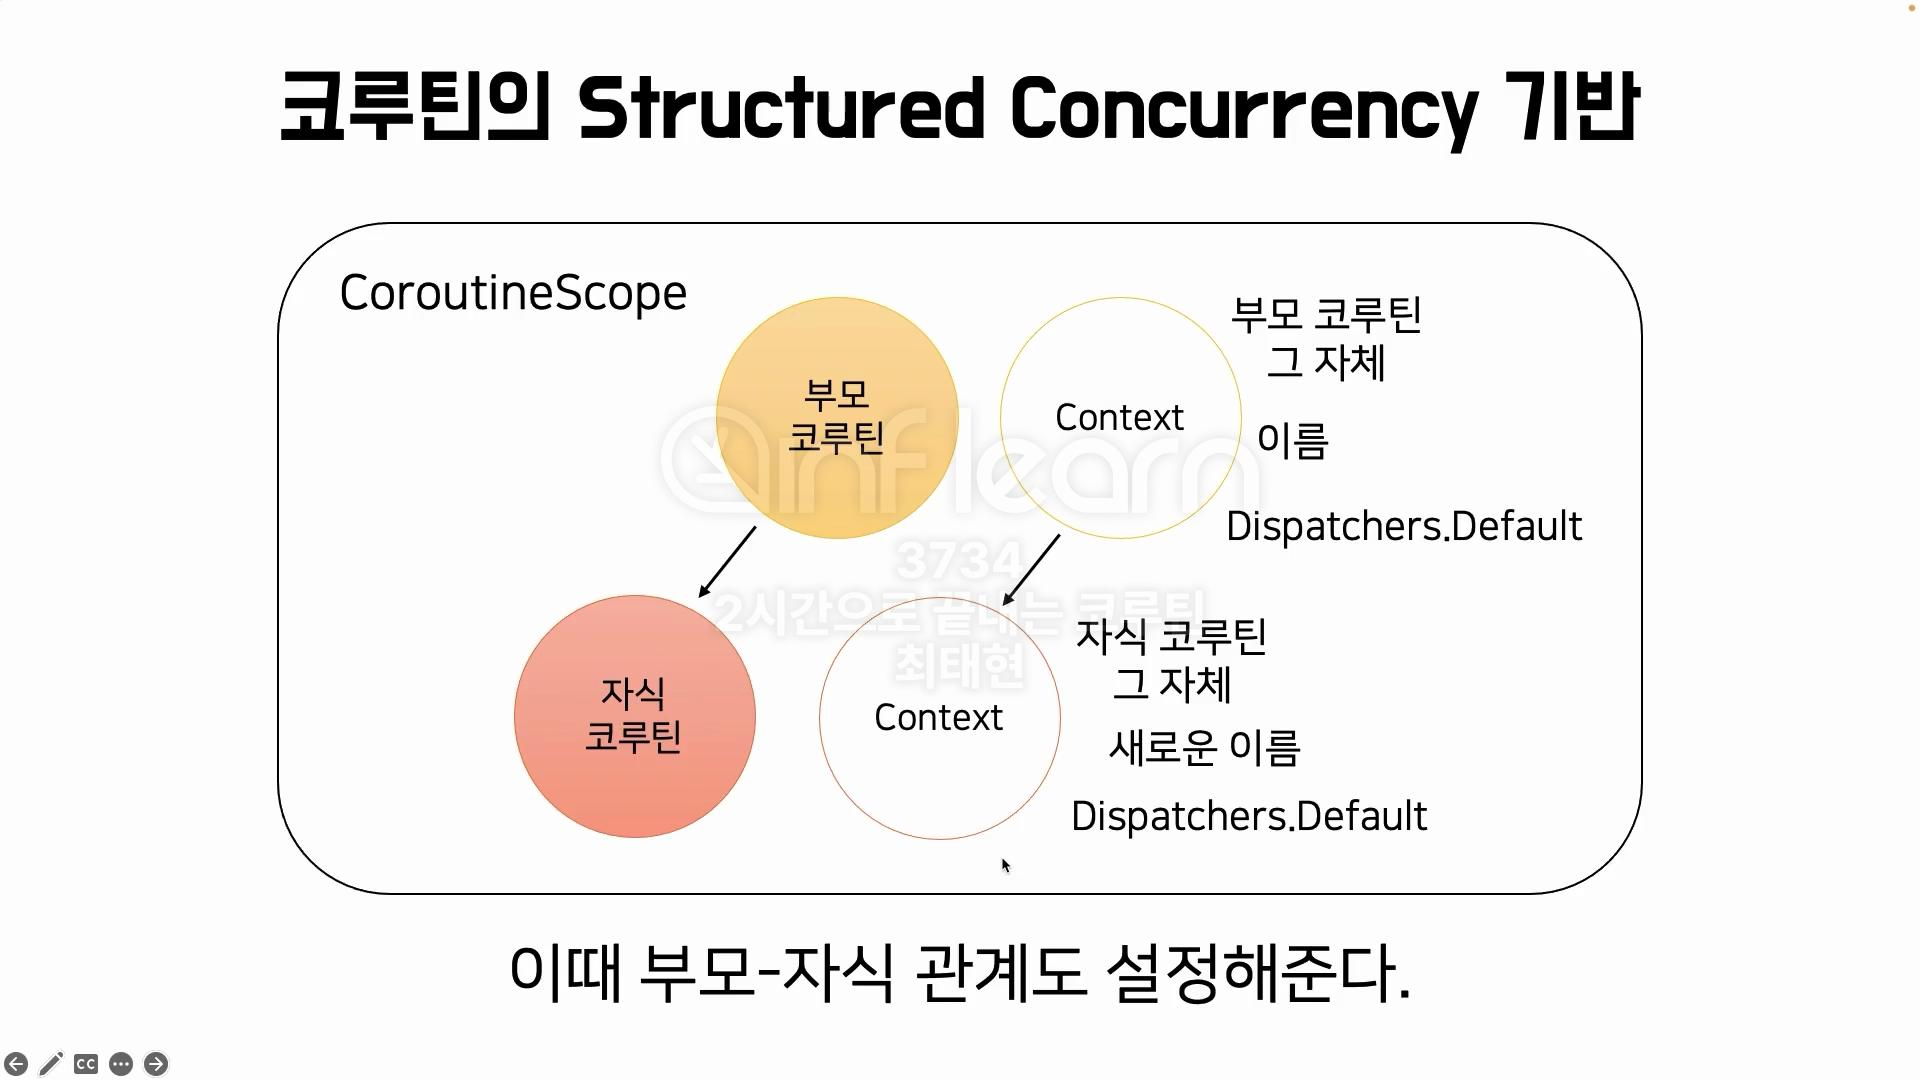 코루틴의 Structured Concurrency 기반
CoroutineScope
부모
코루틴
Context
부모 코루틴
그 자체
이름
Dispatchers.Default
inflearn
3734
2시간으로 끝내는 코루틴
최태현
자식
코루틴
Context
자식 코루틴
그 자체
새로운 이름
Dispatchers.Default
이때 부모-자식 관계도 설정해준다.
CC